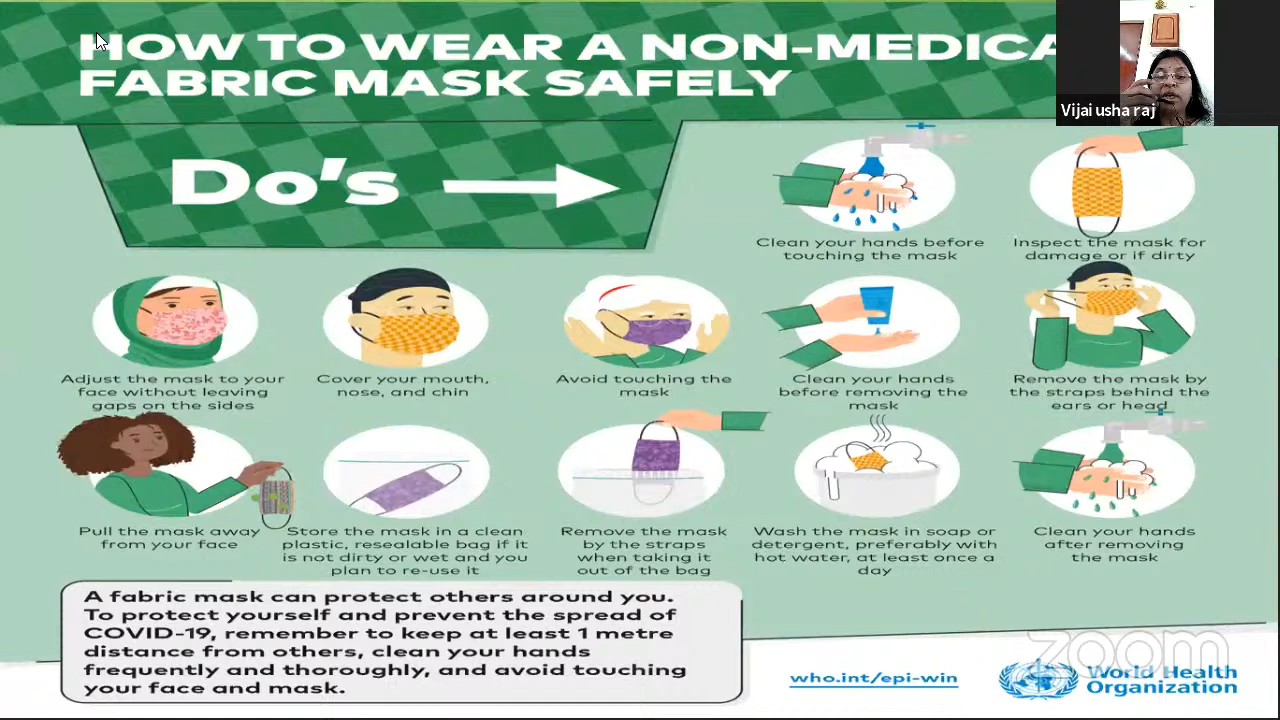 HOW TO WEAR A NON-MEDICA
FABRIC MASK SAFELY
Vijai usha raj
Do's
Clean your hands before
touching the mask
Inspect the mask for
damage or if dirty
Adjust the mask to your
face without leaving
gaps on the sides
Cover your mouth,
nose, and chin
Avoid touching the
mask
Clean your hands
before removing the
mask
Remove the mask by
the straps behind the
ears or head
Pull the mask away
from your face
Store the mask in a clean
plastic, resealable bag if it
is not dirty or wet and you
plan to re-use it
Remove the mask
by the straps
when taking it
out of the bag
Wash the mask in soap or
detergent, preferably with
hot water, at least once a
day
Clean your hands
after removing
the mask
A fabric mask can protect others around you.
To protect yourself and prevent the spread of
COVID-19, remember to keep at least 1 metre
distance from others, clean your hands
frequently and thoroughly, and avoid touching
your face and mask.
who.int/epi-win
zoom
World Health
Organization